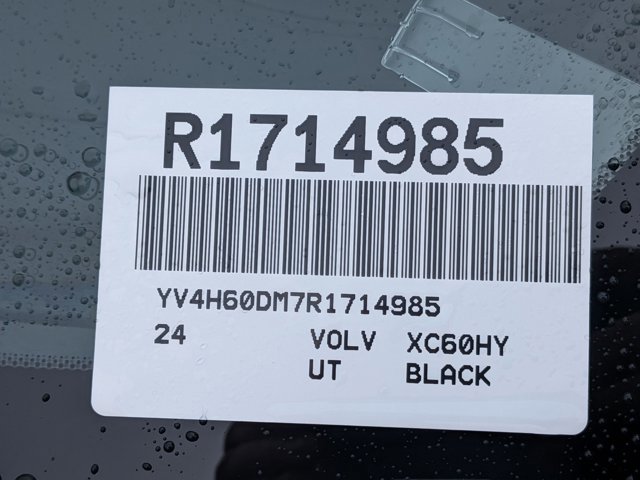 R1714985
YV4H60DM7R1714985
24 VOLV XC60HY
UT BLACK